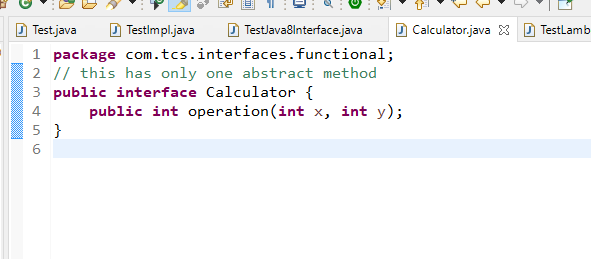 Test.java TestImpl.java TestJava8Interface.java Calculator.java TestLamb
1 package com.tcs.interfaces.functional;
2 // this has only one abstract method
3 public interface Calculator {
4 public int operation(int x, int y);
5 }
6